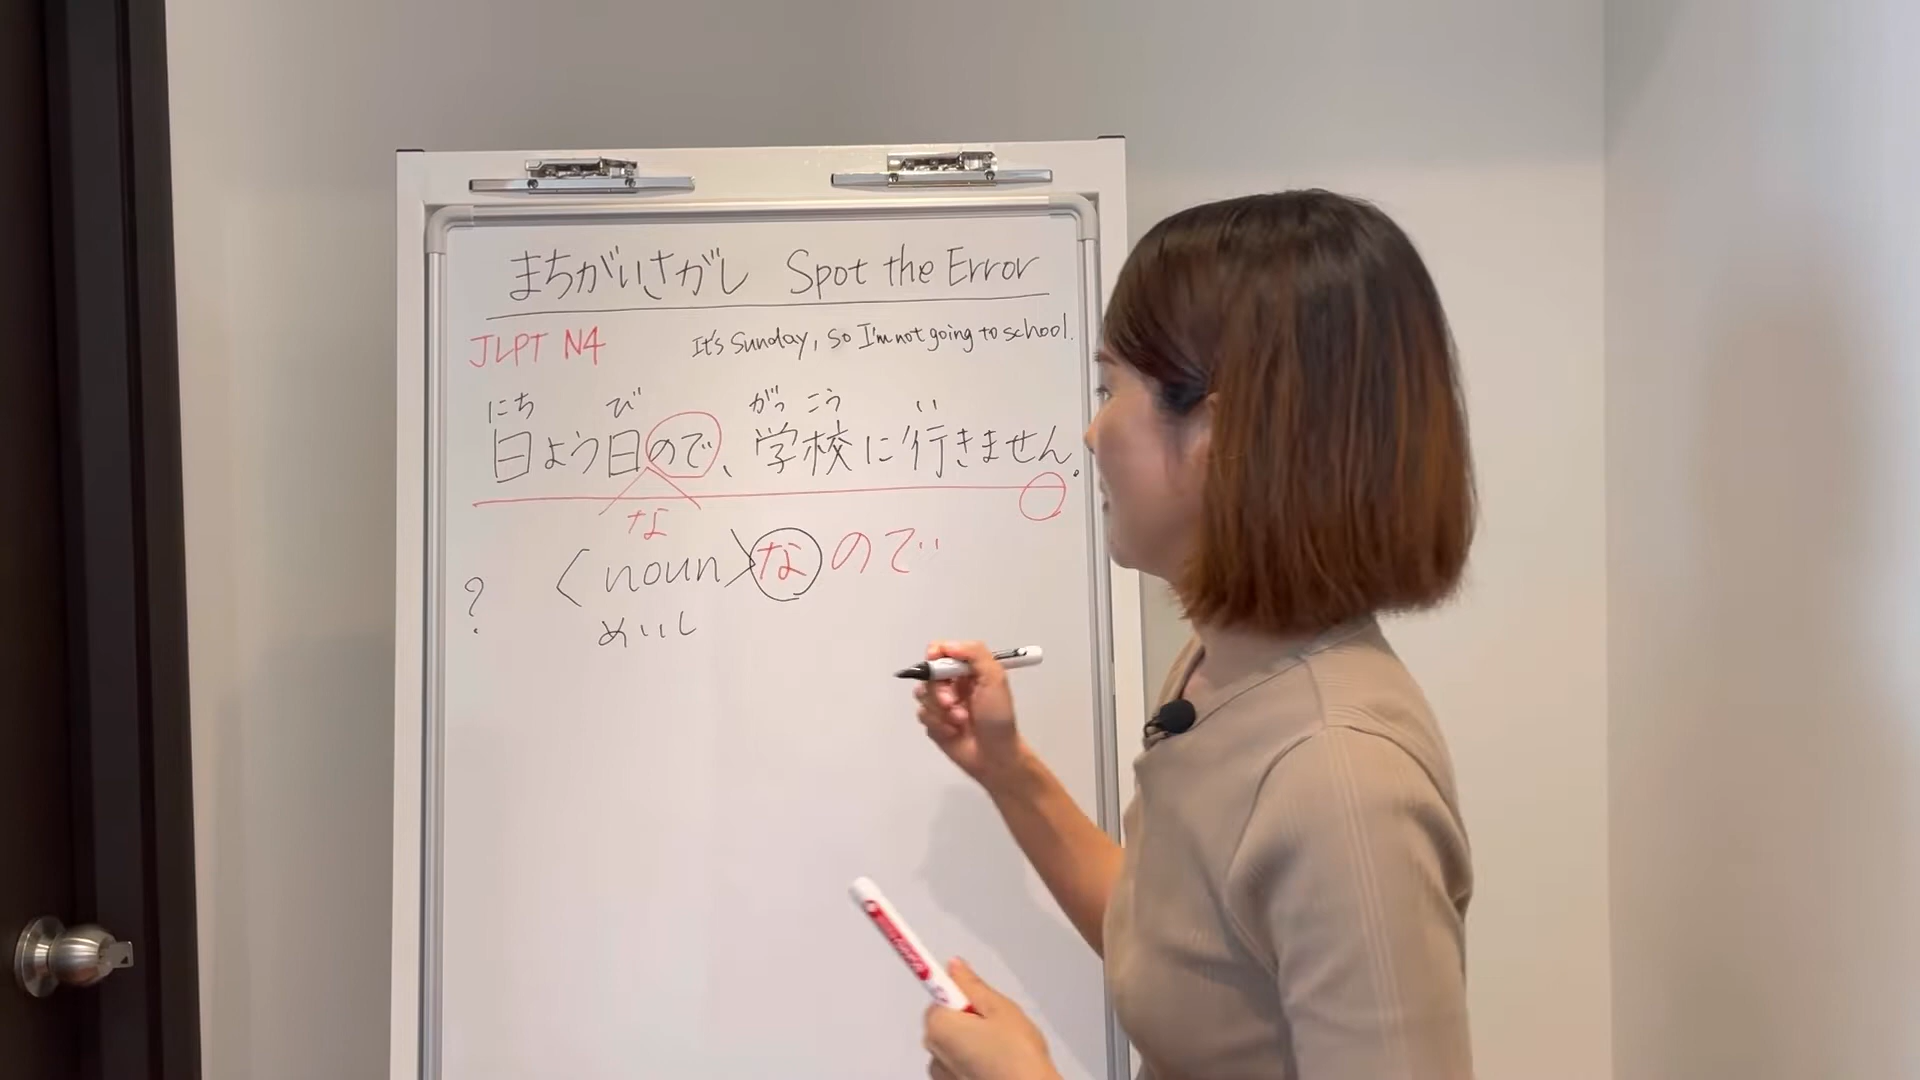 まちがいさがし Spot the Error
JLPT N4 It's Sunday, so I'm not going to school.
にち び がっ こう い
日よう日ので、学校に行きません。
な
<noun>なので
?
めいし